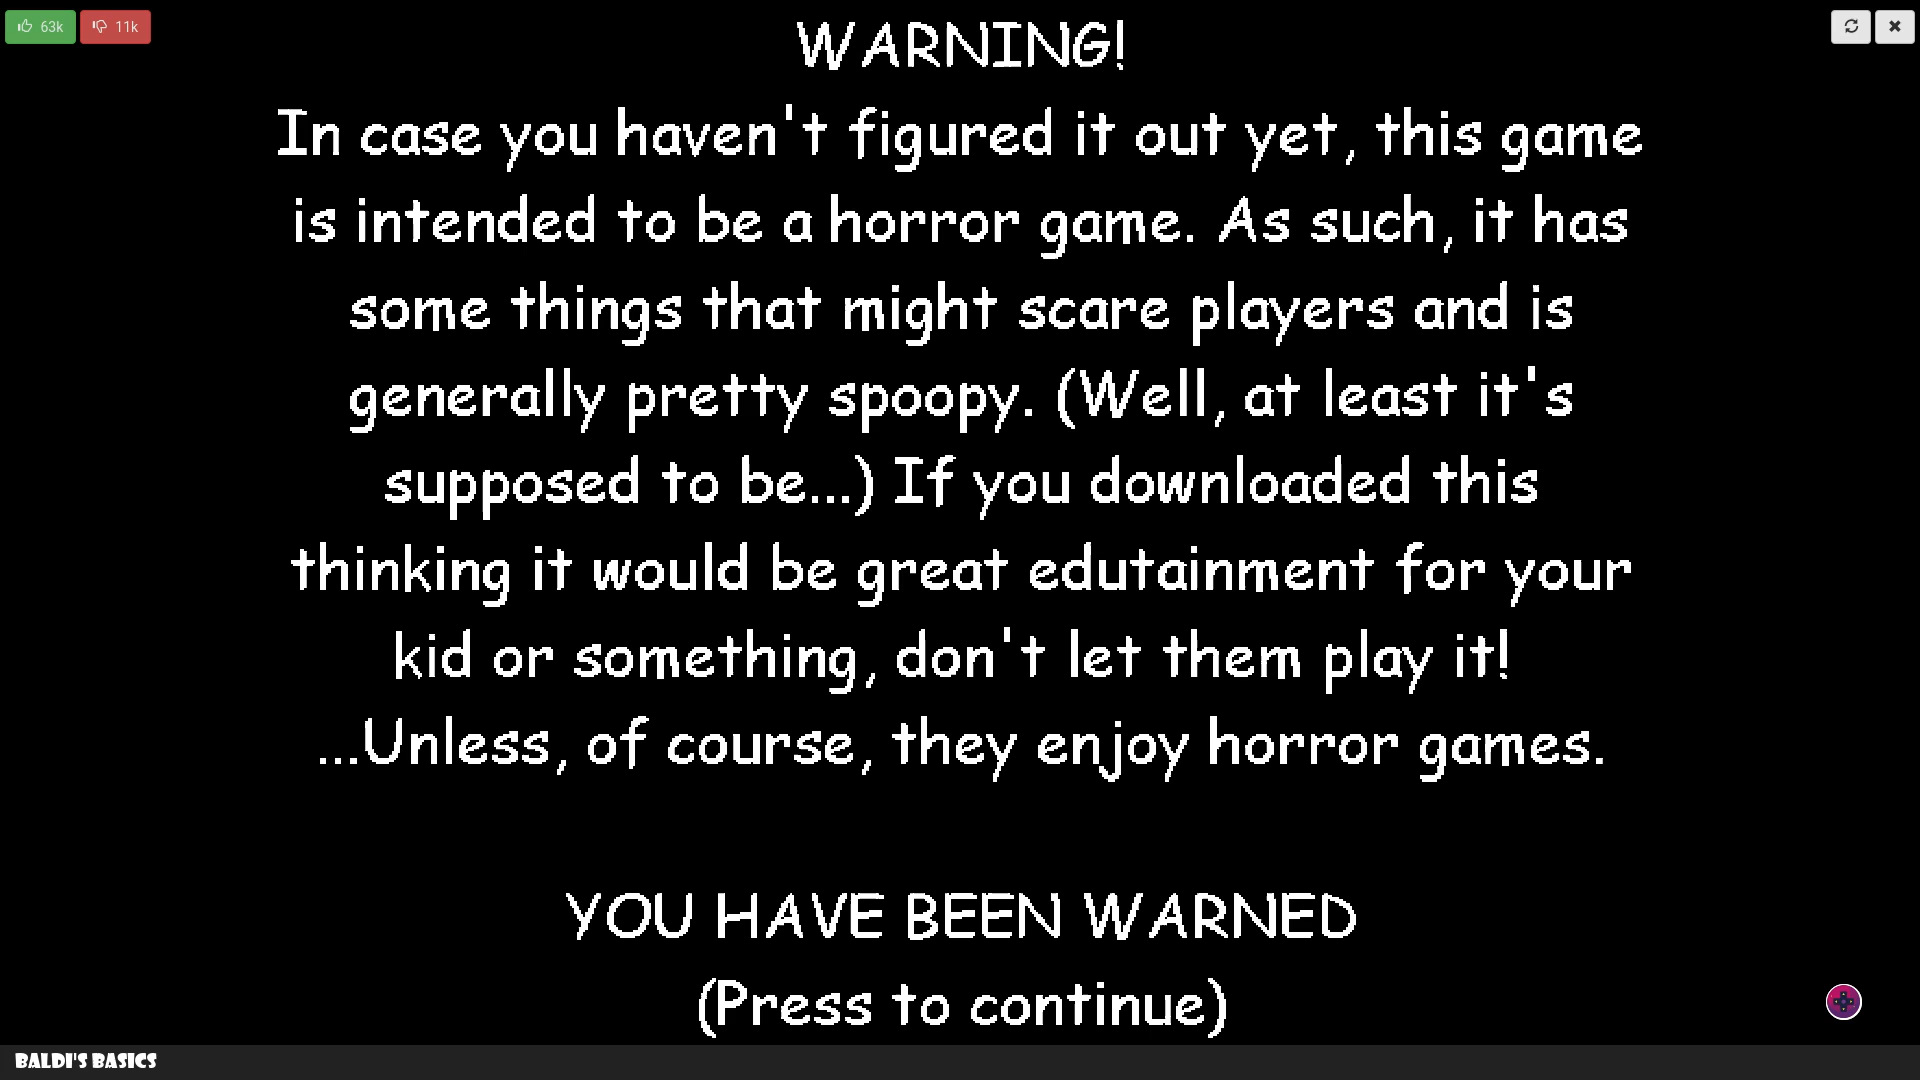 63k 11k
WARNING!
In case you haven't figured it out yet, this game
is intended to be a horror game. As such, it has
some things that might scare players and is
generally pretty spoopy. (Well, at least it's
supposed to be...) If you downloaded this
thinking it would be great edutainment for your
kid or something, don't let them play it!
...Unless, of course, they enjoy horror games.
YOU HAVE BEEN WARNED
(Press to continue)
BALDI'S BASICS